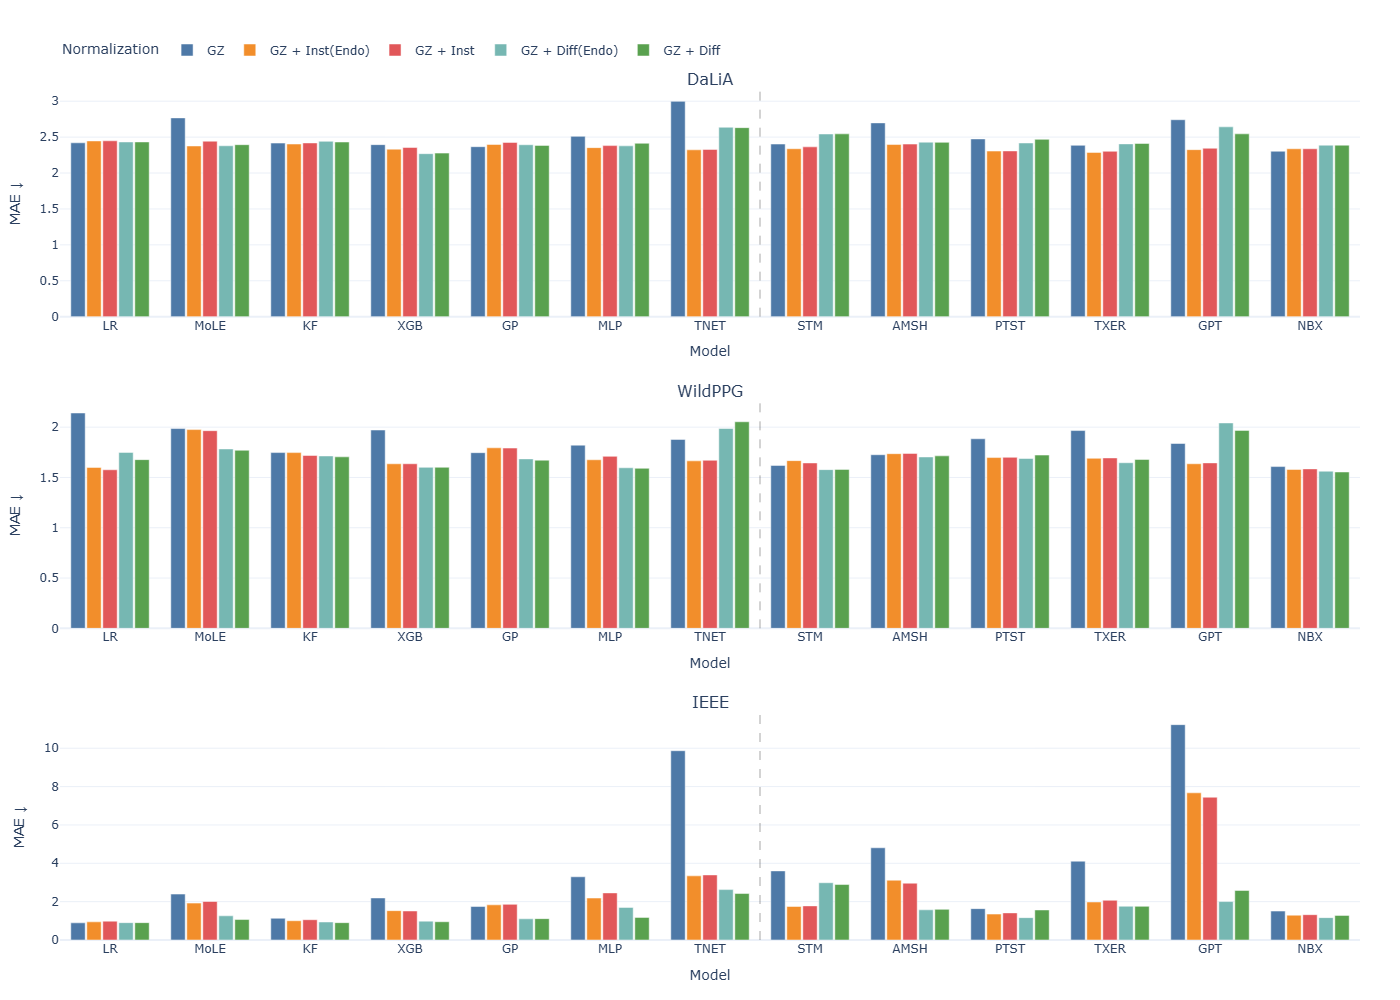 Normalization GZ GZ + Inst(Endo) GZ + Inst GZ + Diff(Endo) GZ + Diff
DaLiA
3
2.5
2
1.5
1
0.5
0
MAE ↓
LR MoLE KF XGB GP MLP TNET STM AMSH PTST TXER GPT NBX
Model
WildPPG
2
1.5
1
0.5
0
MAE ↓
LR MoLE KF XGB GP MLP TNET STM AMSH PTST TXER GPT NBX
Model
IEEE
10
8
6
4
2
0
MAE ↓
LR MoLE KF XGB GP MLP TNET STM AMSH PTST TXER GPT NBX
Model